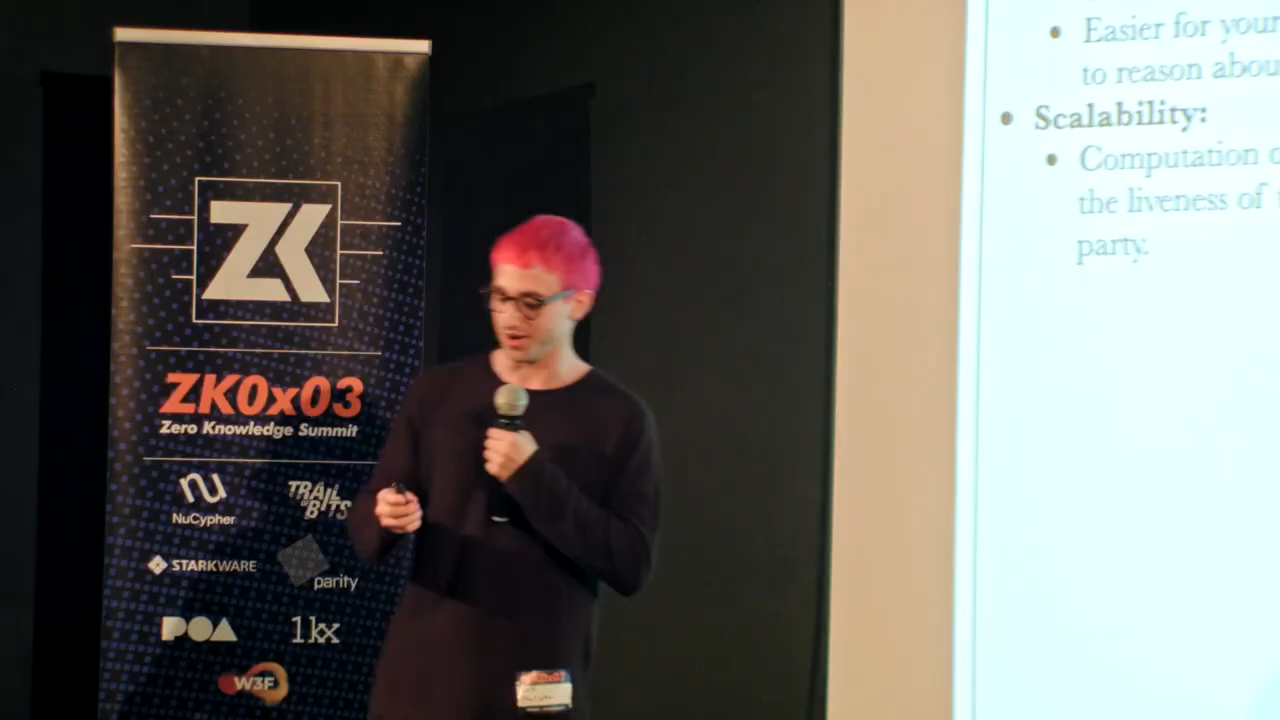 ZK
ZK0x03
Zero Knowledge Summit
NuCypher
TRAIL
OF
BITS
STARKWARE
parity
POA
1kx
W3F
Easier for your
to reason abou
Scalability:
Computation
the liveness of
party.